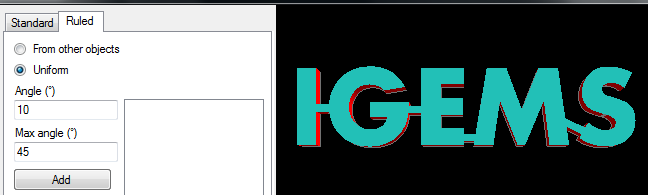 Standard Ruled
From other objects
Uniform
Angle (°)
10
Max angle (°)
45
Add
IGEMS